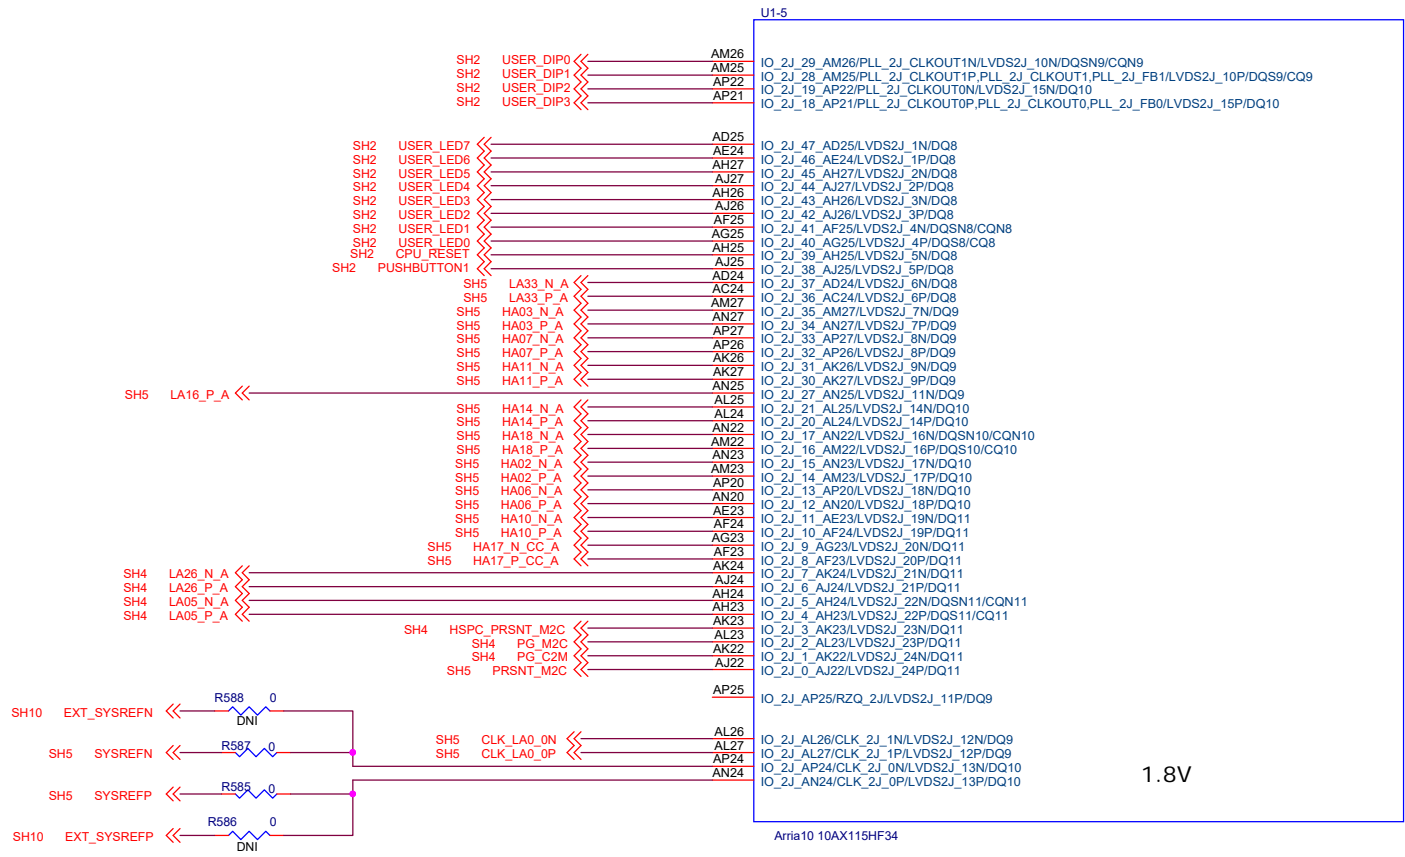 U1-5
SH2 USER_DIP0 AM26 IO_2J_29_AM26/PLL_2J_CLKOUT1N/LVDS2J_10N/DQSN9/CQN9
SH2 USER_DIP1 AM25 IO_2J_28_AM25/PLL_2J_CLKOUT1P,PLL_2J_CLKOUT1,PLL_2J_FB1/LVDS2J_10P/DQS9/CQ9
SH2 USER_DIP2 AP22 IO_2J_19_AP22/PLL_2J_CLKOUT0N/LVDS2J_15N/DQ10
SH2 USER_DIP3 AP21 IO_2J_18_AP21/PLL_2J_CLKOUT0P,PLL_2J_CLKOUT0,PLL_2J_FB0/LVDS2J_15P/DQ10
SH2 USER_LED7 AD25 IO_2J_47_AD25/LVDS2J_1N/DQ8
SH2 USER_LED6 AE24 IO_2J_46_AE24/LVDS2J_1P/DQ8
SH2 USER_LED5 AH27 IO_2J_45_AH27/LVDS2J_2N/DQ8
SH2 USER_LED4 AJ27 IO_2J_44_AJ27/LVDS2J_2P/DQ8
SH2 USER_LED3 AH26 IO_2J_43_AH26/LVDS2J_3N/DQ8
SH2 USER_LED2 AJ26 IO_2J_42_AJ26/LVDS2J_3P/DQ8
SH2 USER_LED1 AF25 IO_2J_41_AF25/LVDS2J_4N/DQSN8/CQN8
SH2 USER_LED0 AG25 IO_2J_40_AG25/LVDS2J_4P/DQS8/CQ8
SH2 CPU_RESET AH25 IO_2J_39_AH25/LVDS2J_5N/DQ8
SH2 PUSHBUTTON1 AJ25 IO_2J_38_AJ25/LVDS2J_5P/DQ8
SH5 LA33_N_A AD24 IO_2J_37_AD24/LVDS2J_6N/DQ8
SH5 LA33_P_A AC24 IO_2J_36_AC24/LVDS2J_6P/DQ8
SH5 HA03_N_A AM27 IO_2J_35_AM27/LVDS2J_7N/DQ9
SH5 HA03_P_A AN27 IO_2J_34_AN27/LVDS2J_7P/DQ9
SH5 HA07_N_A AP27 IO_2J_33_AP27/LVDS2J_8N/DQ9
SH5 HA07_P_A AP26 IO_2J_32_AP26/LVDS2J_8P/DQ9
SH5 HA11_N_A AK26 IO_2J_31_AK26/LVDS2J_9N/DQ9
SH5 HA11_P_A AK27 IO_2J_30_AK27/LVDS2J_9P/DQ9
SH5 LA16_P_A AN25 IO_2J_27_AN25/LVDS2J_11N/DQ9
SH5 HA14_N_A AL25 IO_2J_21_AL25/LVDS2J_14N/DQ10
SH5 HA14_P_A AL24 IO_2J_20_AL24/LVDS2J_14P/DQ10
SH5 HA18_N_A AN22 IO_2J_17_AN22/LVDS2J_16N/DQSN10/CQN10
SH5 HA18_P_A AM22 IO_2J_16_AM22/LVDS2J_16P/DQS10/CQ10
SH5 HA02_N_A AN23 IO_2J_15_AN23/LVDS2J_17N/DQ10
SH5 HA02_P_A AM23 IO_2J_14_AM23/LVDS2J_17P/DQ10
SH5 HA06_N_A AP20 IO_2J_13_AP20/LVDS2J_18N/DQ10
SH5 HA06_P_A AN20 IO_2J_12_AN20/LVDS2J_18P/DQ10
SH5 HA10_N_A AE23 IO_2J_11_AE23/LVDS2J_19N/DQ11
SH5 HA10_P_A AF24 IO_2J_10_AF24/LVDS2J_19P/DQ11
SH5 HA17_N_CC_A AG23 IO_2J_9_AG23/LVDS2J_20N/DQ11
SH5 HA17_P_CC_A AF23 IO_2J_8_AF23/LVDS2J_20P/DQ11
SH4 LA26_N_A AK24 IO_2J_7_AK24/LVDS2J_21N/DQ11
SH4 LA26_P_A AJ24 IO_2J_6_AJ24/LVDS2J_21P/DQ11
SH4 LA05_N_A AH24 IO_2J_5_AH24/LVDS2J_22N/DQSN11/CQN11
SH4 LA05_P_A AH23 IO_2J_4_AH23/LVDS2J_22P/DQS11/CQ11
SH4 HSPC_PRSNT_M2C AK23 IO_2J_3_AK23/LVDS2J_23N/DQ11
SH4 PG_M2C AL23 IO_2J_2_AL23/LVDS2J_23P/DQ11
SH4 PG_C2M AK22 IO_2J_1_AK22/LVDS2J_24N/DQ11
SH5 PRSNT_M2C AJ22 IO_2J_0_AJ22/LVDS2J_24P/DQ11
AP25 IO_2J_AP25/RZQ_2J/LVDS2J_11P/DQ9
R588 0
SH10 EXT_SYSREFN
DNI
SH5 CLK_LA0_0N AL26 IO_2J_AL26/CLK_2J_1N/LVDS2J_12N/DQ9
SH5 SYSREFN R587 0
SH5 CLK_LA0_0P AL27 IO_2J_AL27/CLK_2J_1P/LVDS2J_12P/DQ9
AP24 IO_2J_AP24/CLK_2J_0N/LVDS2J_13N/DQ10
AN24 IO_2J_AN24/CLK_2J_0P/LVDS2J_13P/DQ10
1.8V
SH5 SYSREFP R585 0
R586 0
SH10 EXT_SYSREFP
DNI
Arria10 10AX115HF34